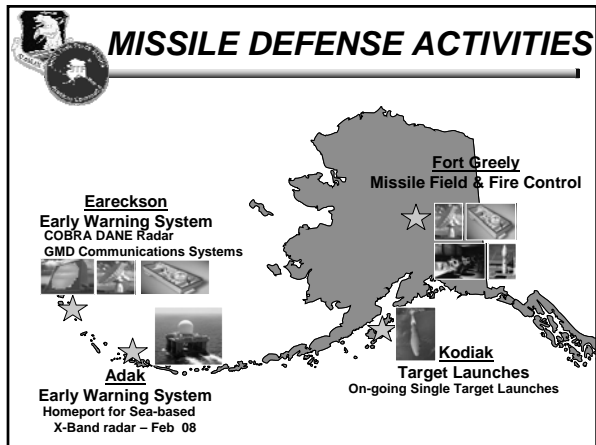 MISSILE DEFENSE ACTIVITIES
Fort Greely
Missile Field & Fire Control
Eareckson
Early Warning System
COBRA DANE Radar
GMD Communications Systems
Adak
Early Warning System
Homeport for Sea-based
X-Band radar – Feb 08
Kodiak
Target Launches
On-going Single Target Launches